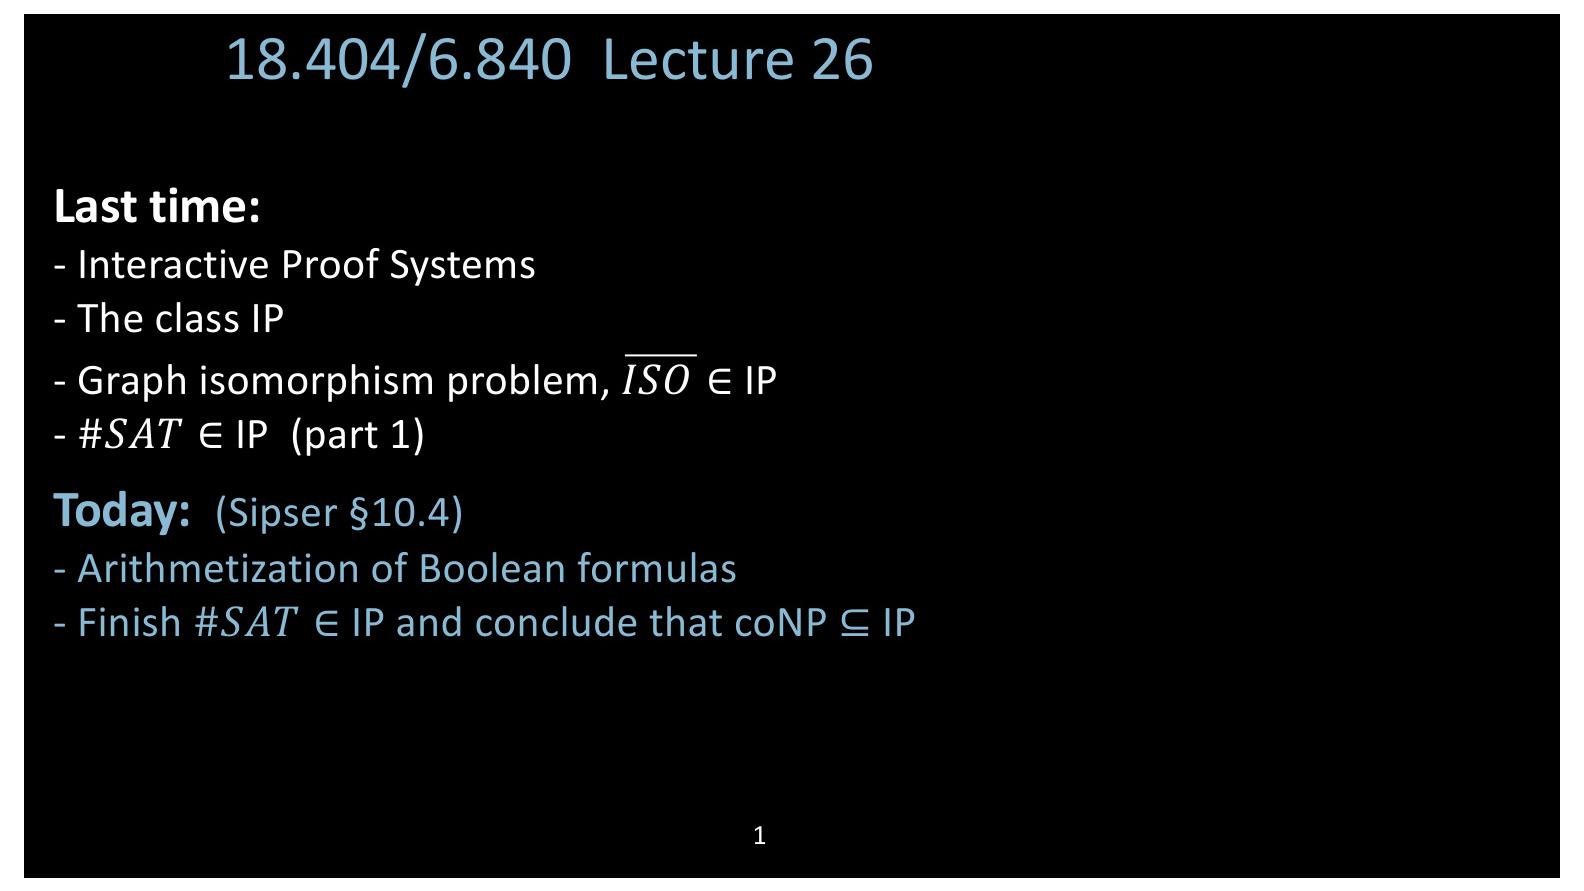 18.404/6.840 Lecture 26
Last time:
- Interactive Proof Systems
- The class IP
- Graph isomorphism problem, $\overline{ISO}$ ∈ IP
- #SAT ∈ IP (part 1)
Today: (Sipser §10.4)
- Arithmetization of Boolean formulas
- Finish #SAT ∈ IP and conclude that coNP ⊆ IP
1